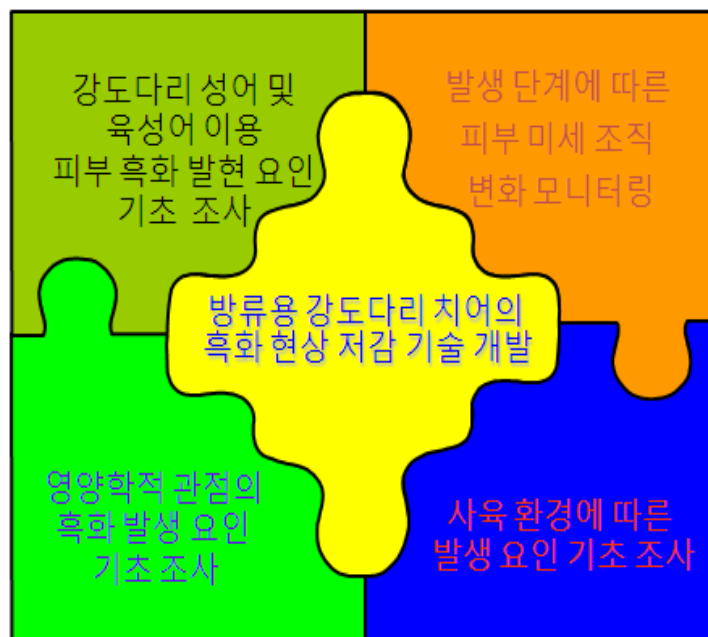 강도다리 성어 및
육성어 이용
피부 흑화 발현 요인
기초 조사
발생 단계에 따른
피부 미세 조직
변화 모니터링
방류용 강도다리 치어의
흑화 현상 저감 기술 개발
영양학적 관점의
흑화 발생 요인
기초 조사
사육 환경에 따른
발생 요인 기초 조사